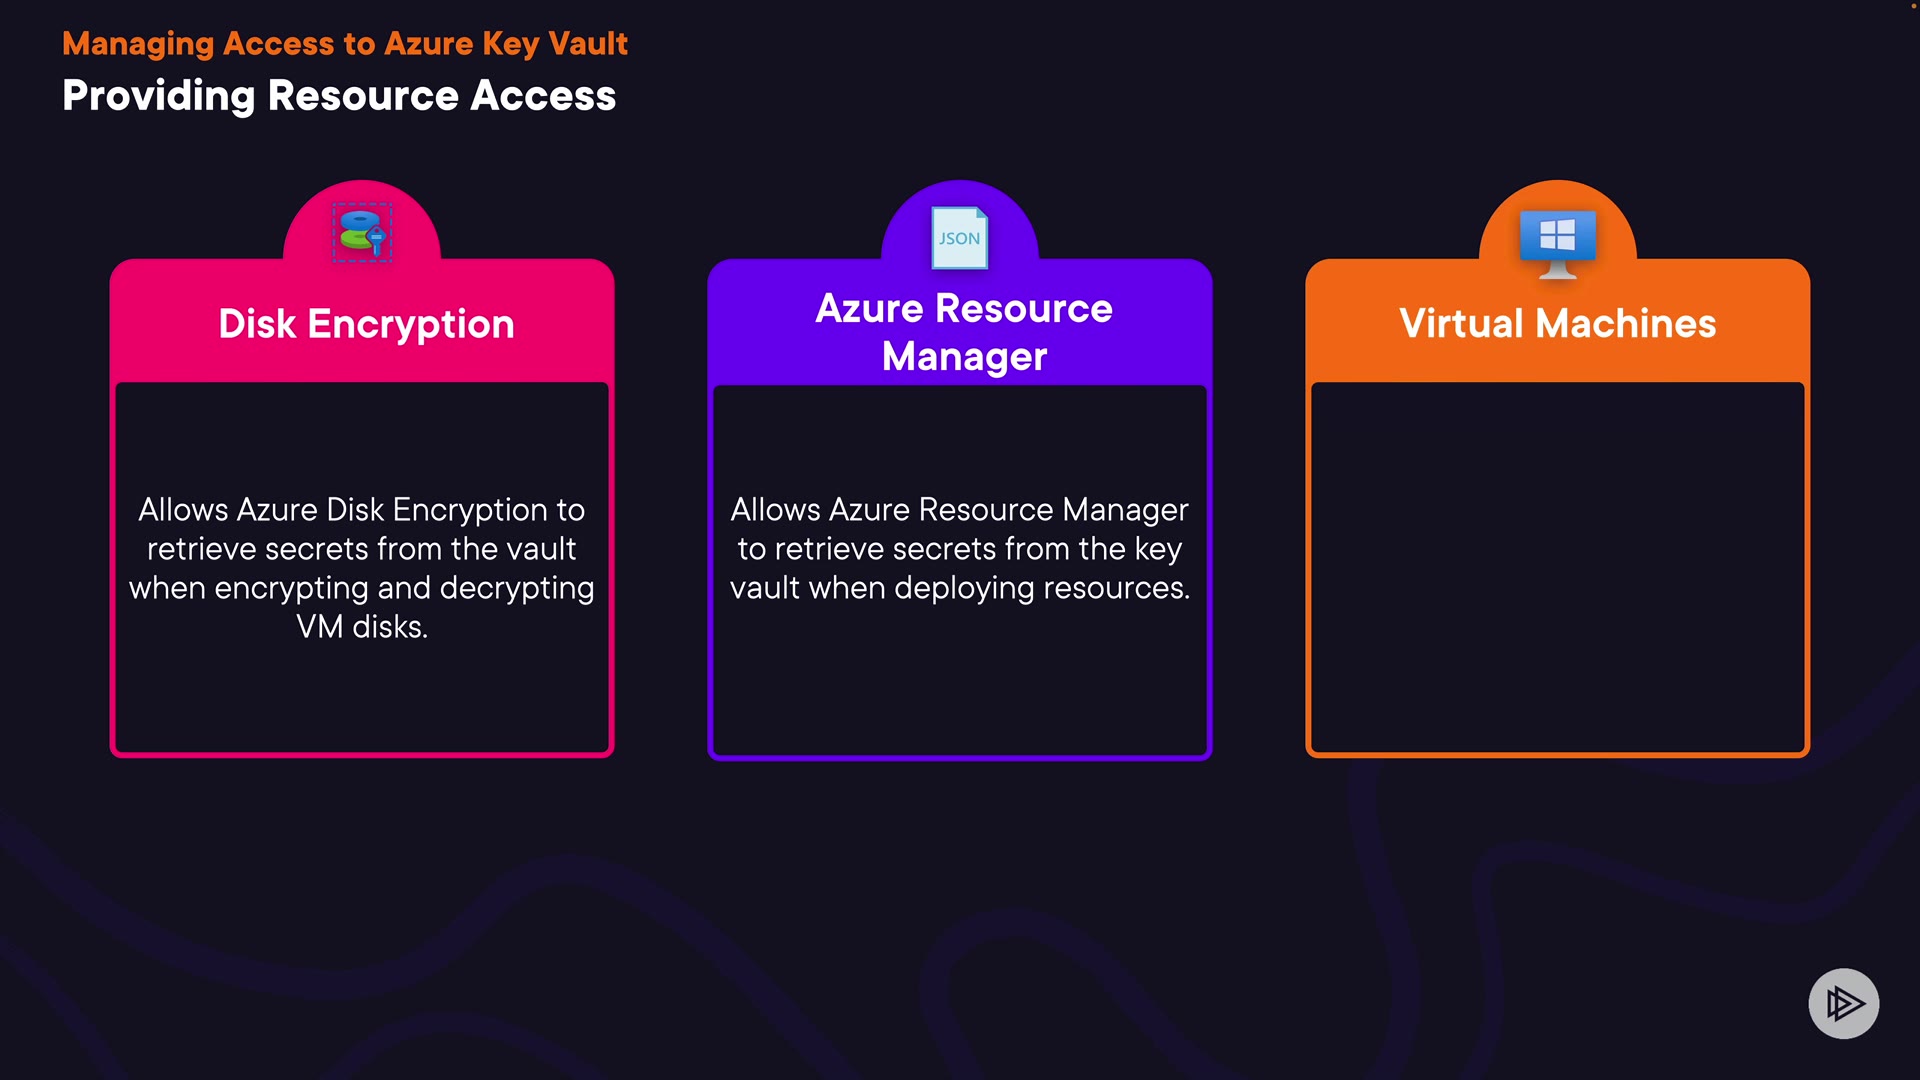 Managing Access to Azure Key Vault
Providing Resource Access
Disk Encryption
Allows Azure Disk Encryption to
retrieve secrets from the vault
when encrypting and decrypting
VM disks.
JSON
Azure Resource
Manager
Allows Azure Resource Manager
to retrieve secrets from the key
vault when deploying resources.
Virtual Machines